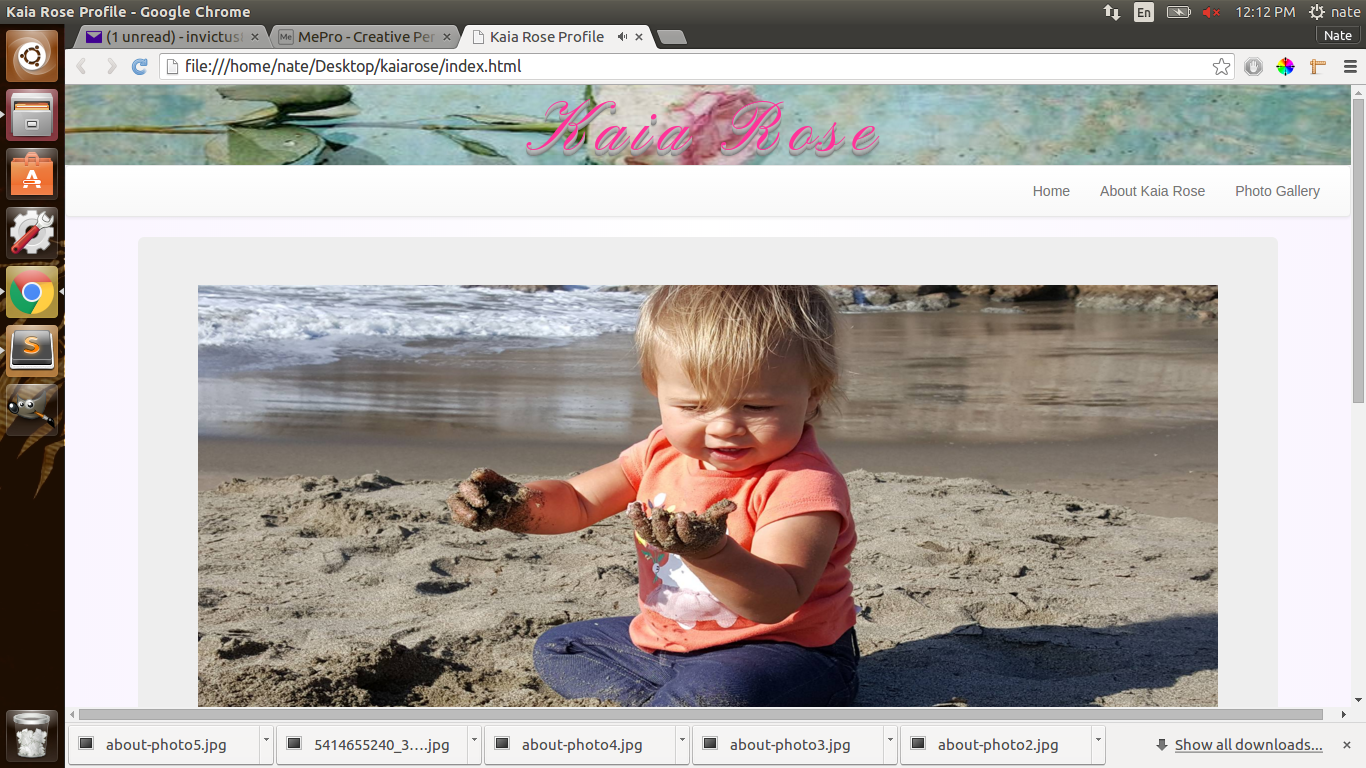 Kaia Rose Profile - Google Chrome
En
12:12 PM
nate
(1 unread) - invictus
Me
MePro - Creative Per
Kaia Rose Profile
Nate
file:///home/nate/Desktop/kaiarose/index.html
Kaia Rose
Home
About Kaia Rose
Photo Gallery
about-photo5.jpg
5414655240_3....jpg
about-photo4.jpg
about-photo3.jpg
about-photo2.jpg
Show all downloads...